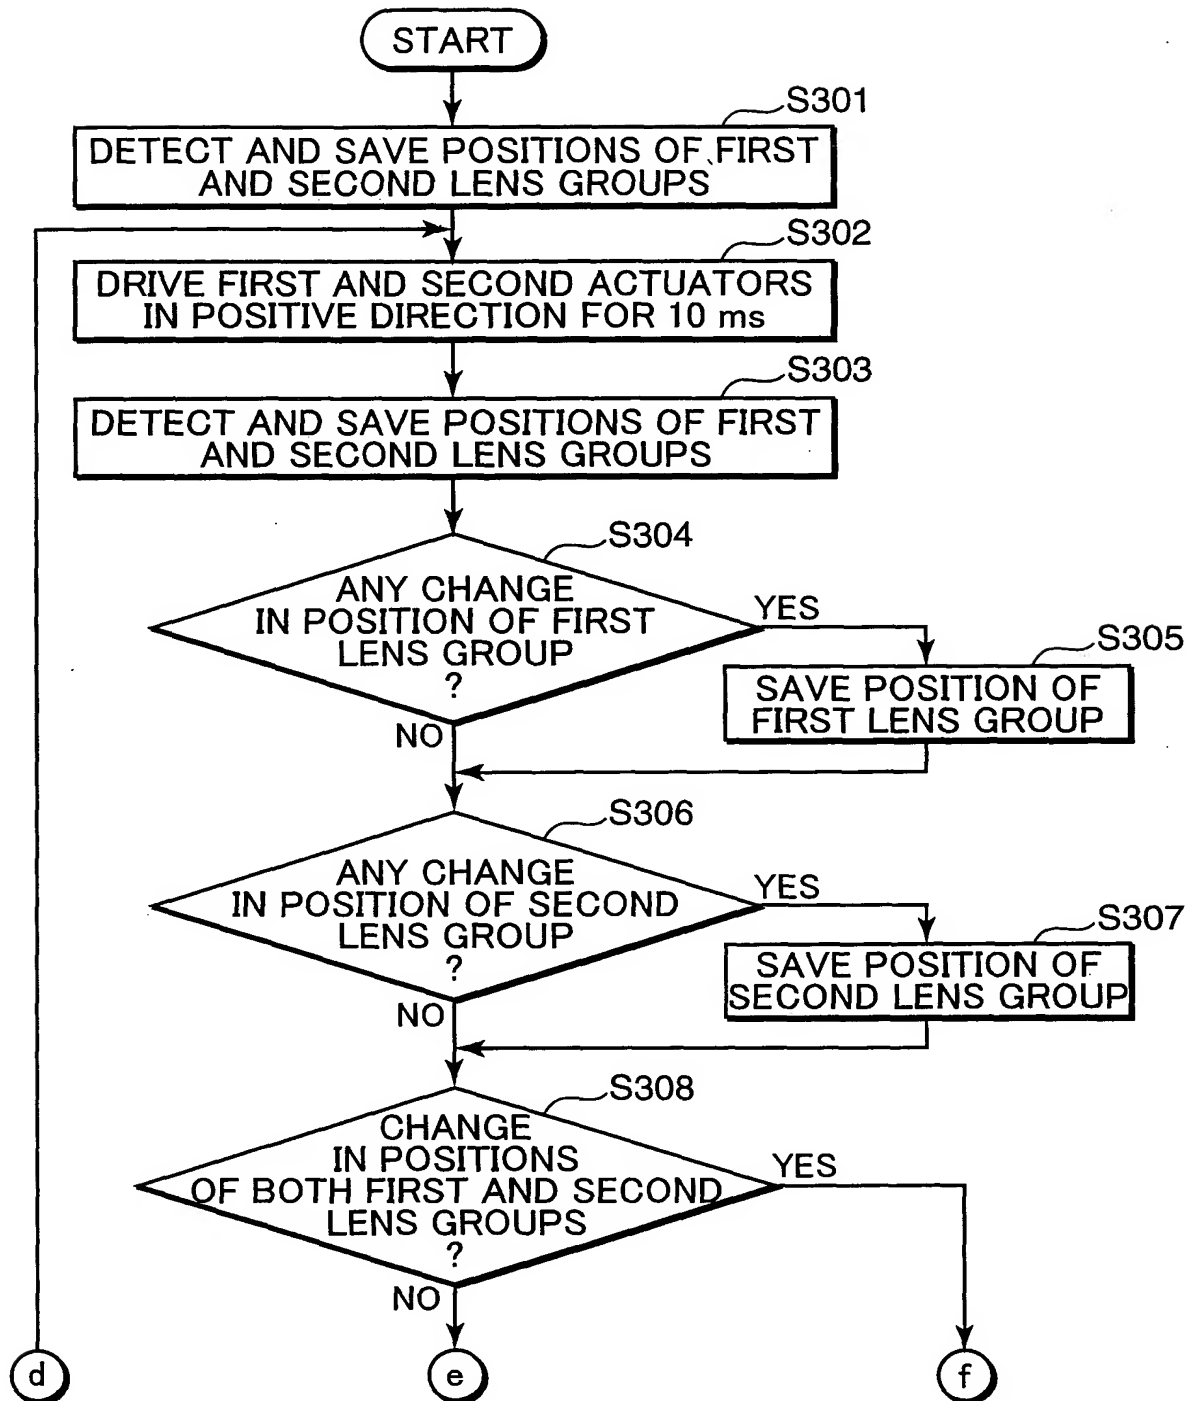 START
S301
DETECT AND SAVE POSITIONS OF FIRST
AND SECOND LENS GROUPS
S302
DRIVE FIRST AND SECOND ACTUATORS
IN POSITIVE DIRECTION FOR 10 ms
S303
DETECT AND SAVE POSITIONS OF FIRST
AND SECOND LENS GROUPS
S304
ANY CHANGE
IN POSITION OF FIRST
LENS GROUP
?
YES
NO
S305
SAVE POSITION OF
FIRST LENS GROUP
S306
ANY CHANGE
IN POSITION OF SECOND
LENS GROUP
?
YES
NO
S307
SAVE POSITION OF
SECOND LENS GROUP
S308
CHANGE
IN POSITIONS
OF BOTH FIRST AND SECOND
LENS GROUPS
?
YES
NO
d
e
f